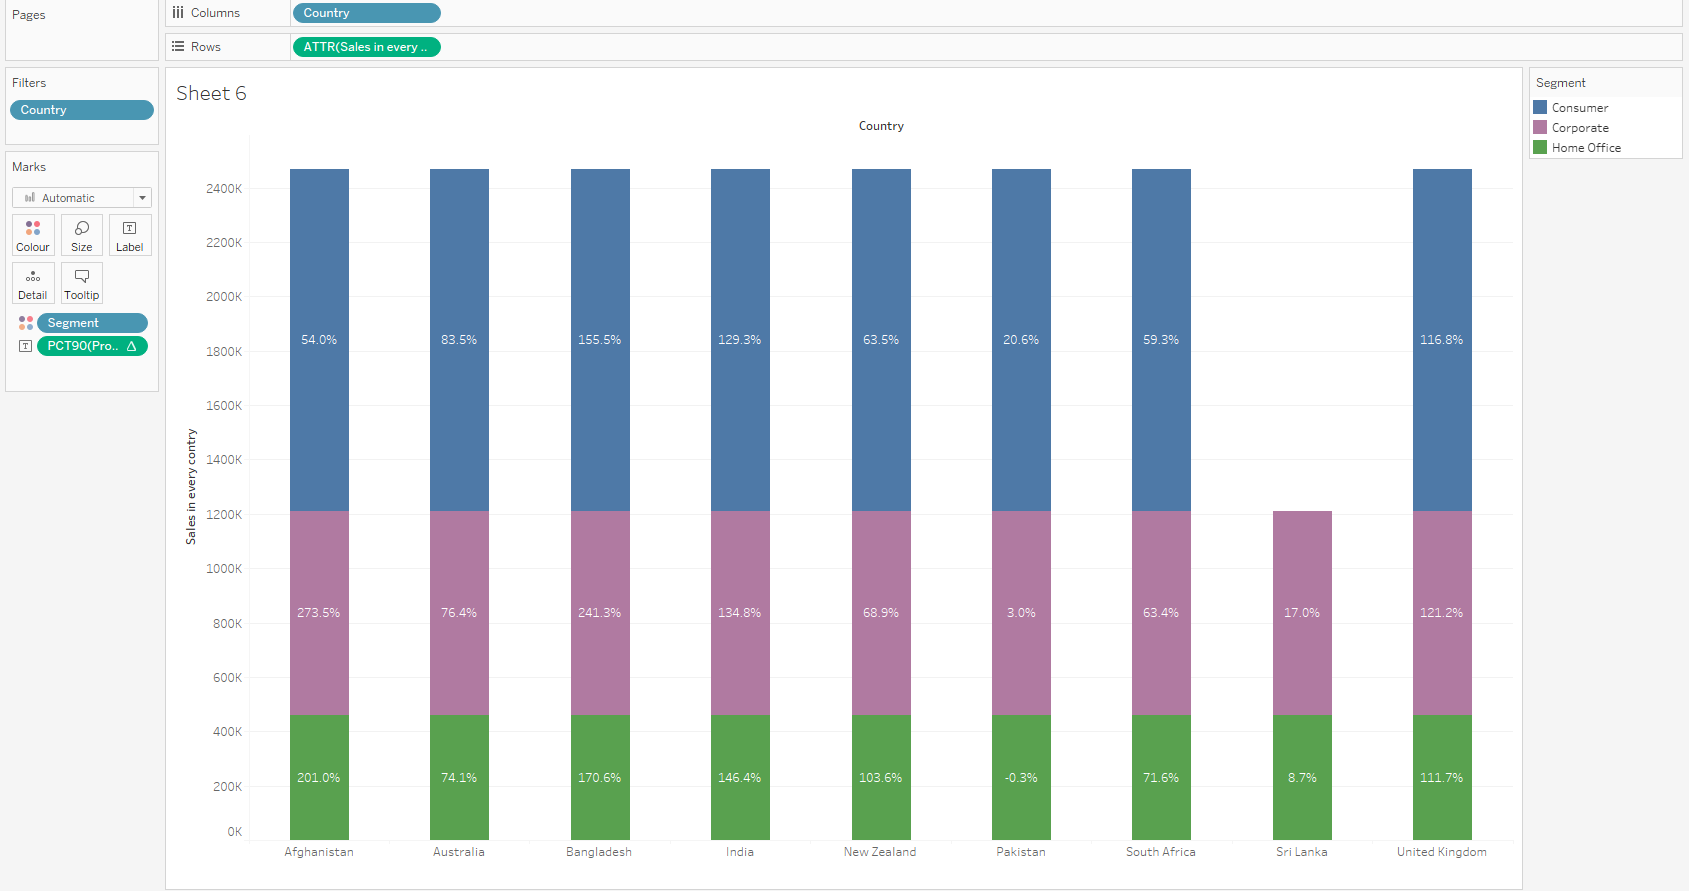 Pages
Columns
Country
Rows
ATTR(Sales in every ..
Filters
Country
Marks
Automatic
Colour
Size
Label
Detail
Tooltip
Segment
PCT90(Pro..
Sheet 6
Country
Sales in every contry
2400K
2200K
2000K
1800K
1600K
1400K
1200K
1000K
800K
600K
400K
200K
0K
54.0% 83.5% 155.5% 129.3% 63.5% 20.6% 59.3% 116.8%
273.5% 76.4% 241.3% 134.8% 68.9% 3.0% 63.4% 17.0% 121.2%
201.0% 74.1% 170.6% 146.4% 103.6% -0.3% 71.6% 8.7% 111.7%
Afghanistan Australia Bangladesh India New Zealand Pakistan South Africa Sri Lanka United Kingdom
Segment
Consumer
Corporate
Home Office